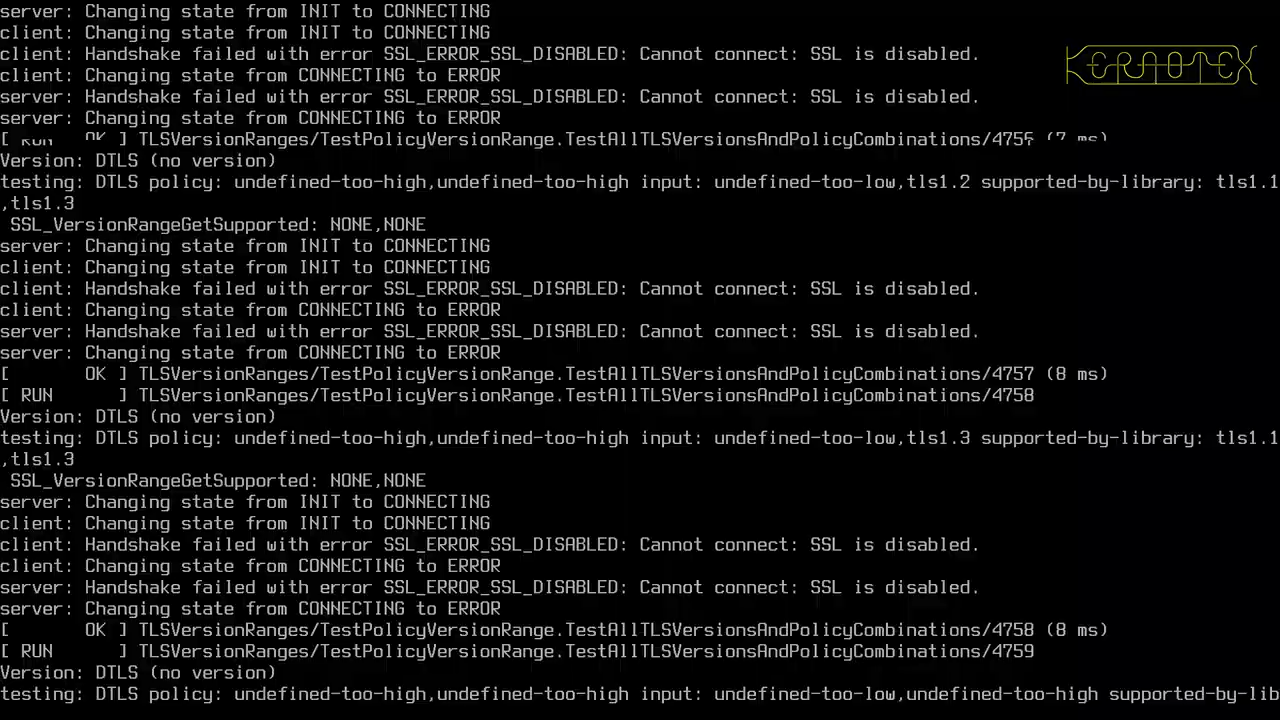 server: Changing state from INIT to CONNECTING
client: Changing state from INIT to CONNECTING
client: Handshake failed with error SSL_ERROR_SSL_DISABLED: Cannot connect: SSL is disabled.
KERAOTEX
client: Changing state from CONNECTING to ERROR
server: Handshake failed with error SSL_ERROR_SSL_DISABLED: Cannot connect: SSL is disabled.
server: Changing state from CONNECTING to ERROR
[ ] TLSVersionRanges/TestPolicyVersionRange.TestAllTLSVersionsAndPolicyCombinations/ (7 ms)
Version: DTLS (no version)
testing: DTLS policy: undefined-too-high,undefined-too-high input: undefined-too-low,tls1.2 supported-by-library: tls1.1
,tls1.3
SSL_VersionRangeGetSupported: NONE,NONE
server: Changing state from INIT to CONNECTING
client: Changing state from INIT to CONNECTING
client: Handshake failed with error SSL_ERROR_SSL_DISABLED: Cannot connect: SSL is disabled.
client: Changing state from CONNECTING to ERROR
server: Handshake failed with error SSL_ERROR_SSL_DISABLED: Cannot connect: SSL is disabled.
server: Changing state from CONNECTING to ERROR
[       OK ] TLSVersionRanges/TestPolicyVersionRange.TestAllTLSVersionsAndPolicyCombinations/4757 (8 ms)
[ RUN      ] TLSVersionRanges/TestPolicyVersionRange.TestAllTLSVersionsAndPolicyCombinations/4758
Version: DTLS (no version)
testing: DTLS policy: undefined-too-high,undefined-too-high input: undefined-too-low,tls1.3 supported-by-library: tls1.1
,tls1.3
SSL_VersionRangeGetSupported: NONE,NONE
server: Changing state from INIT to CONNECTING
client: Changing state from INIT to CONNECTING
client: Handshake failed with error SSL_ERROR_SSL_DISABLED: Cannot connect: SSL is disabled.
client: Changing state from CONNECTING to ERROR
server: Handshake failed with error SSL_ERROR_SSL_DISABLED: Cannot connect: SSL is disabled.
server: Changing state from CONNECTING to ERROR
[       OK ] TLSVersionRanges/TestPolicyVersionRange.TestAllTLSVersionsAndPolicyCombinations/4758 (8 ms)
[ RUN      ] TLSVersionRanges/TestPolicyVersionRange.TestAllTLSVersionsAndPolicyCombinations/4759
Version: DTLS (no version)
testing: DTLS policy: undefined-too-high,undefined-too-high input: undefined-too-low,undefined-too-high supported-by-lib